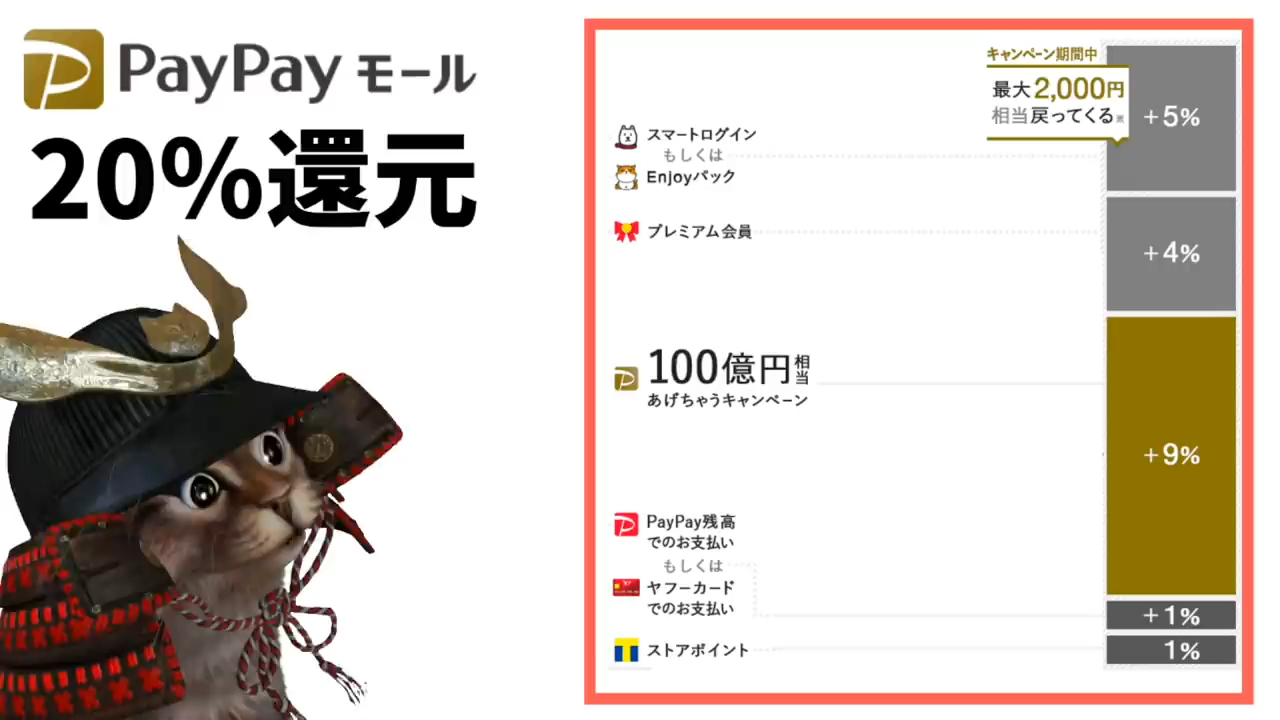 PayPay モール
20%還元
キャンペーン期間中
最大2,000円
相当戻ってくる※
+5%
スマートログイン
もしくは
Enjoyパック
プレミアム会員
+4%
100億円相当
あげちゃうキャンペーン
+9%
PayPay残高
でのお支払い
もしくは
ヤフーカード
でのお支払い
+1%
ストアポイント
1%